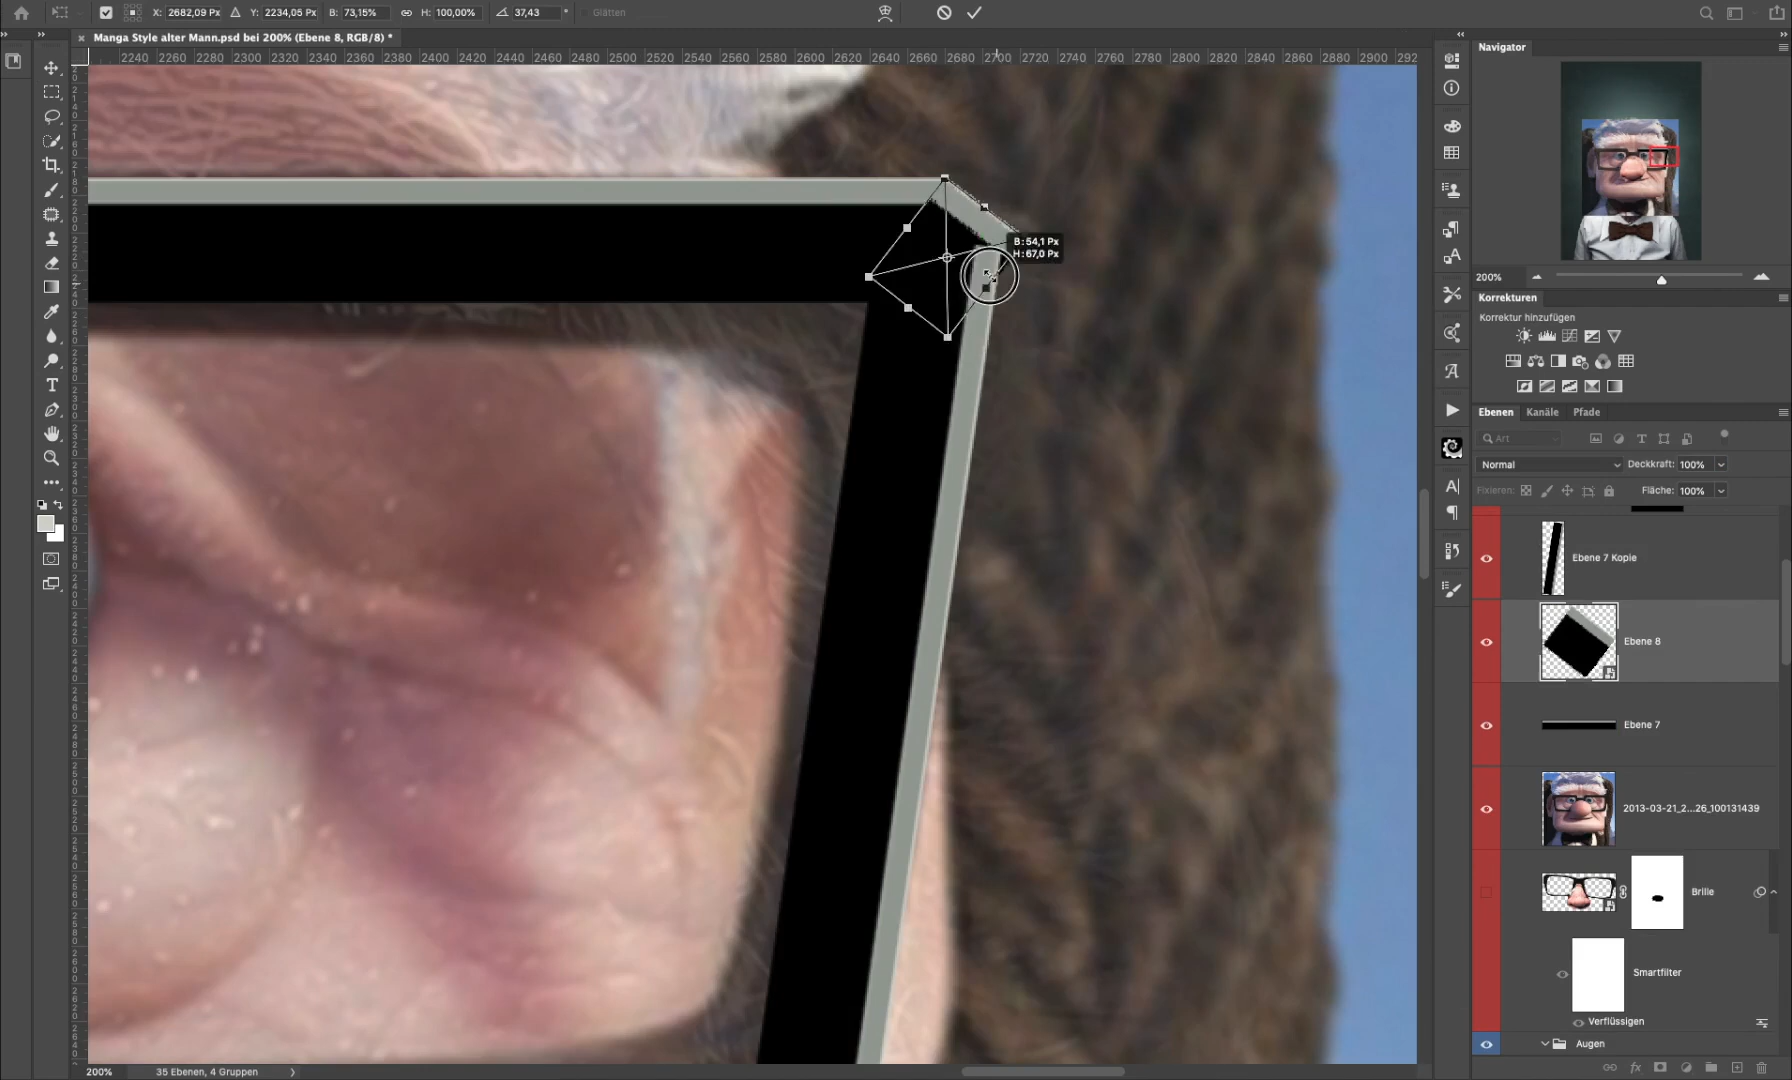 X: 2682,09 Px Y: 2234,05 Px B: 73,15% H: 100,00% 37,43 ° Glätten
Manga Style alter Mann.psd bei 200% (Ebene 8, RGB/8) *
2240 2260 2280 2300 2320 2340 2360 2380 2400 2420 2440 2460 2480 2500 2520 2540 2560 2580 2600 2620 2640 2660 2680 2700 2720 2740 2760 2780 2800 2820 2840 2860 2880 2900 292
Navigator
B: 54,1 Px
H: 67,0 Px
200%
Korrekturen
Korrektur hinzufügen
Ebenen Kanäle Pfade
Art
Normal Deckkraft: 100%
Fixieren: Fläche: 100%
Ebene 7 Kopie
Ebene 8
Ebene 7
2013-03-21_2...26_100131439
Brille
Smartfilter
Verflüssigen
Augen
200% 35 Ebenen, 4 Gruppen